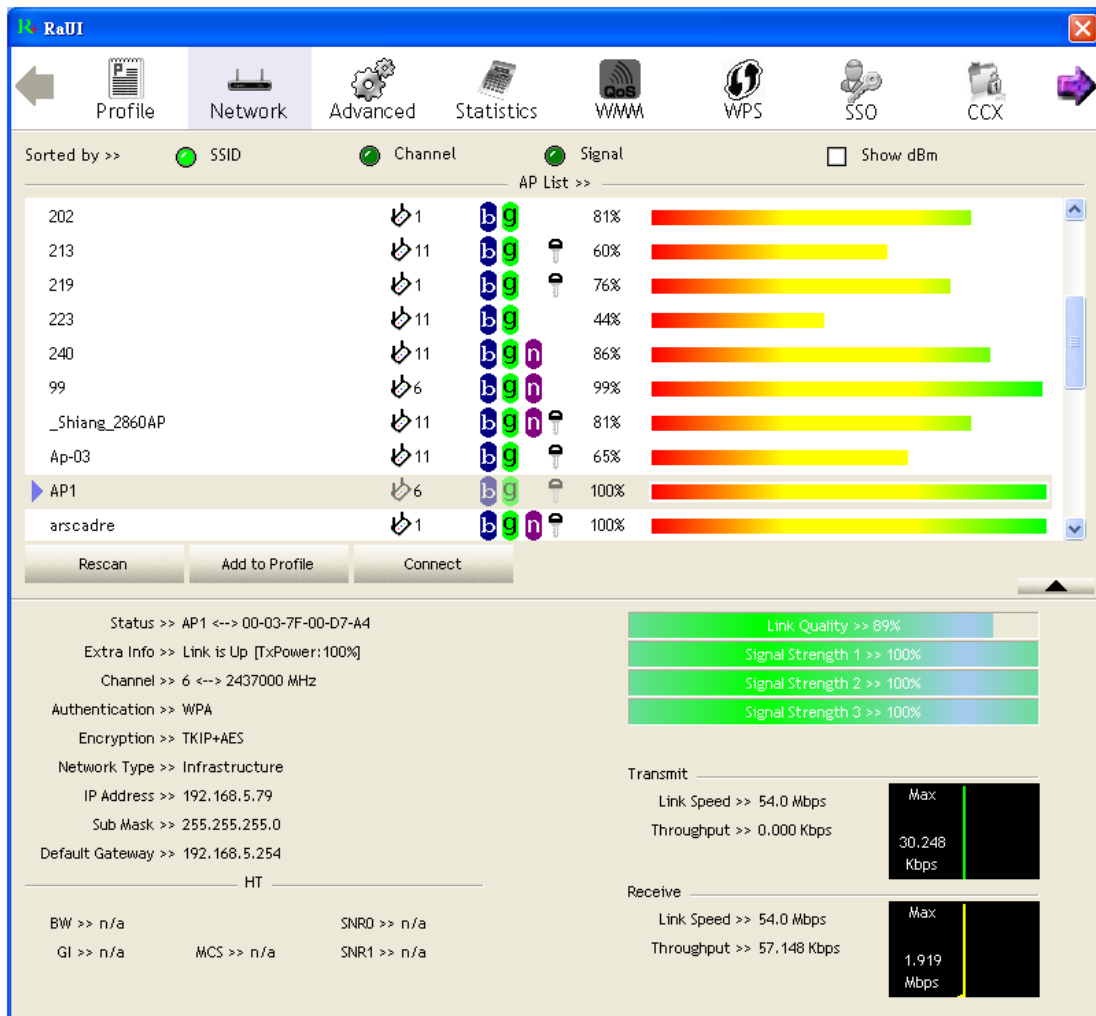 RaUI
Profile Network Advanced Statistics WMM WPS SSO CCX
QoS
Sorted by >> SSID Channel Signal Show dBm
AP List >>
202 1 b g 81%
213 11 b g 60%
219 1 b g 76%
223 11 b g 44%
240 11 b g n 86%
99 6 b g n 99%
_Shiang_2860AP 11 b g n 81%
Ap-03 11 b g 65%
AP1 6 b g 100%
arscadre 1 b g n 100%
Rescan Add to Profile Connect
Status >> AP1 <--> 00-03-7F-00-D7-A4
Extra Info >> Link is Up [TxPower:100%]
Channel >> 6 <--> 2437000 MHz
Authentication >> WPA
Encryption >> TKIP+AES
Network Type >> Infrastructure
IP Address >> 192.168.5.79
Sub Mask >> 255.255.255.0
Default Gateway >> 192.168.5.254
HT
BW >> n/a SNR0 >> n/a
GI >> n/a MCS >> n/a SNR1 >> n/a
Link Quality >> 89%
Signal Strength 1 >> 100%
Signal Strength 2 >> 100%
Signal Strength 3 >> 100%
Transmit
Link Speed >> 54.0 Mbps
Throughput >> 0.000 Kbps
Max
30.248
Kbps
Receive
Link Speed >> 54.0 Mbps
Throughput >> 57.148 Kbps
Max
1.919
Mbps